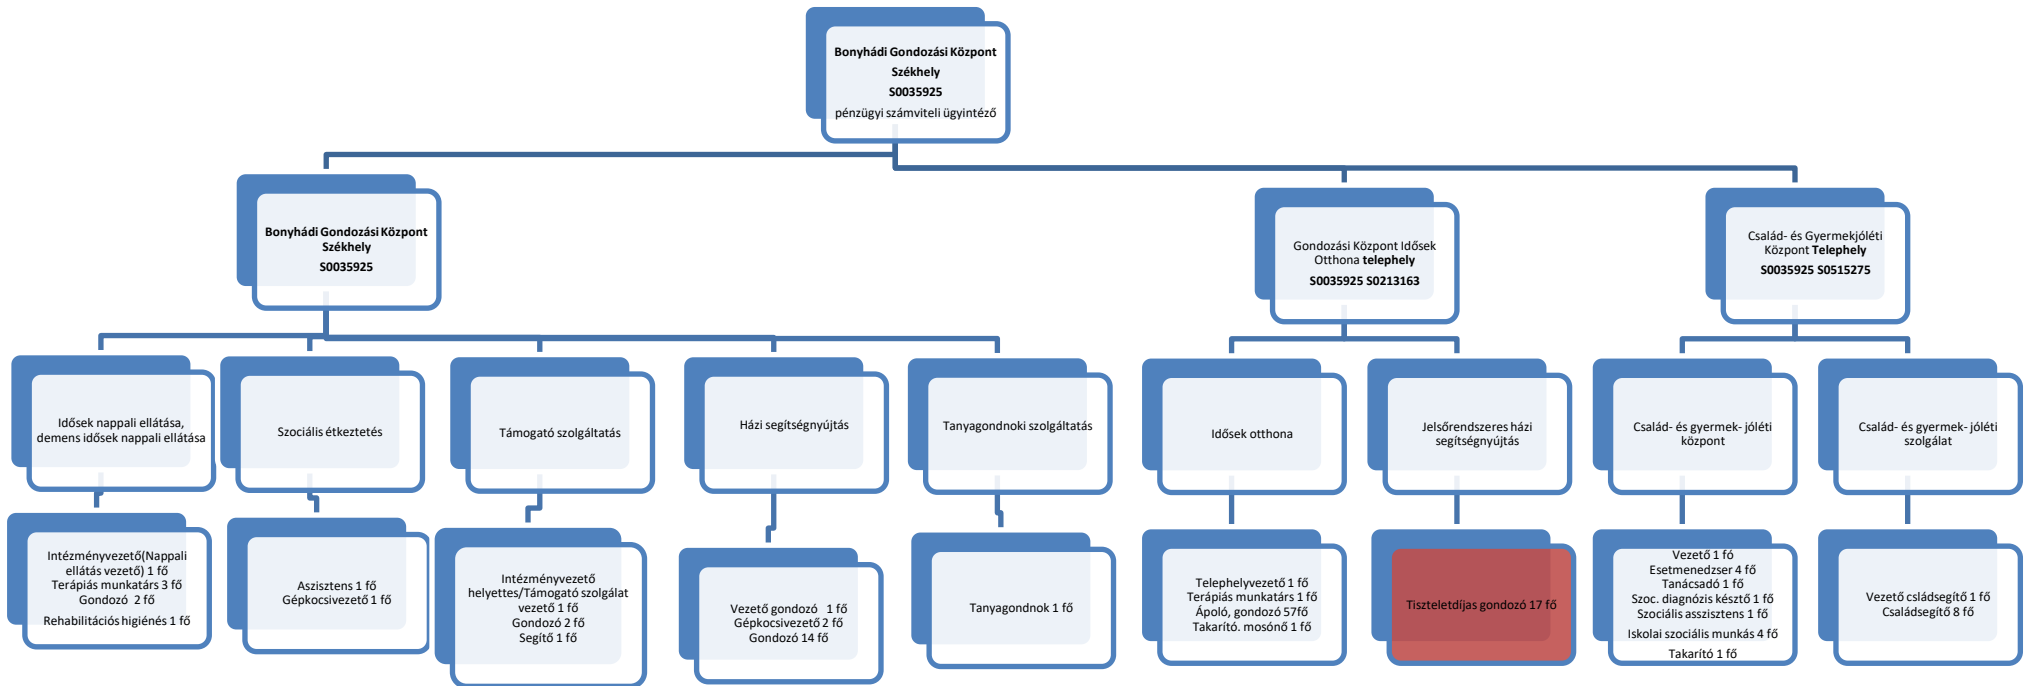 Bonyhádi Gondozási Központ
Székhely
S0035925
pénzügyi számviteli ügyintéző
Bonyhádi Gondozási Központ
Székhely
S0035925
Gondozási Központ Idősek
Otthona telephely
S0035925 S0213163
Család- és Gyermekjóléti
Központ Telephely
S0035925 S0515275
Idősek nappali ellátása,
demens idősek nappali ellátása
Szociális étkeztetés
Támogató szolgáltatás
Házi segítségnyújtás
Tanyagondnoki szolgáltatás
Idősek otthona
Jelsőrendszeres házi
segítségnyújtás
Család- és gyermek- jóléti
központ
Család- és gyermek- jóléti
szolgálat
Intézményvezető(Nappali
ellátás vezető) 1 fő
Terápiás munkatárs 3 fő
Gondozó 2 fő
Rehabilitációs higiénés 1 fő
Aszisztens 1 fő
Gépkocsivezető 1 fő
Intézményvezető
helyettes/Támogató szolgálat
vezető 1 fő
Gondozó 2 fő
Segítő 1 fő
Vezető gondozó 1 fő
Gépkocsivezető 2 fő
Gondozó 14 fő
Tanyagondnok 1 fő
Telephelyvezető 1 fő
Terápiás munkatárs 1 fő
Ápoló, gondozó 57fő
Takarító. mosónő 1 fő
Tiszteletdíjas gondozó 17 fő
Vezető 1 fó
Esetmenedzser 4 fő
Tanácsadó 1 fő
Szoc. diagnózis késztő 1 fő
Szociális asszisztens 1 fő
Iskolai szociális munkás 4 fő
Takarító 1 fő
Vezető csládsegítő 1 fő
Családsegítő 8 fő